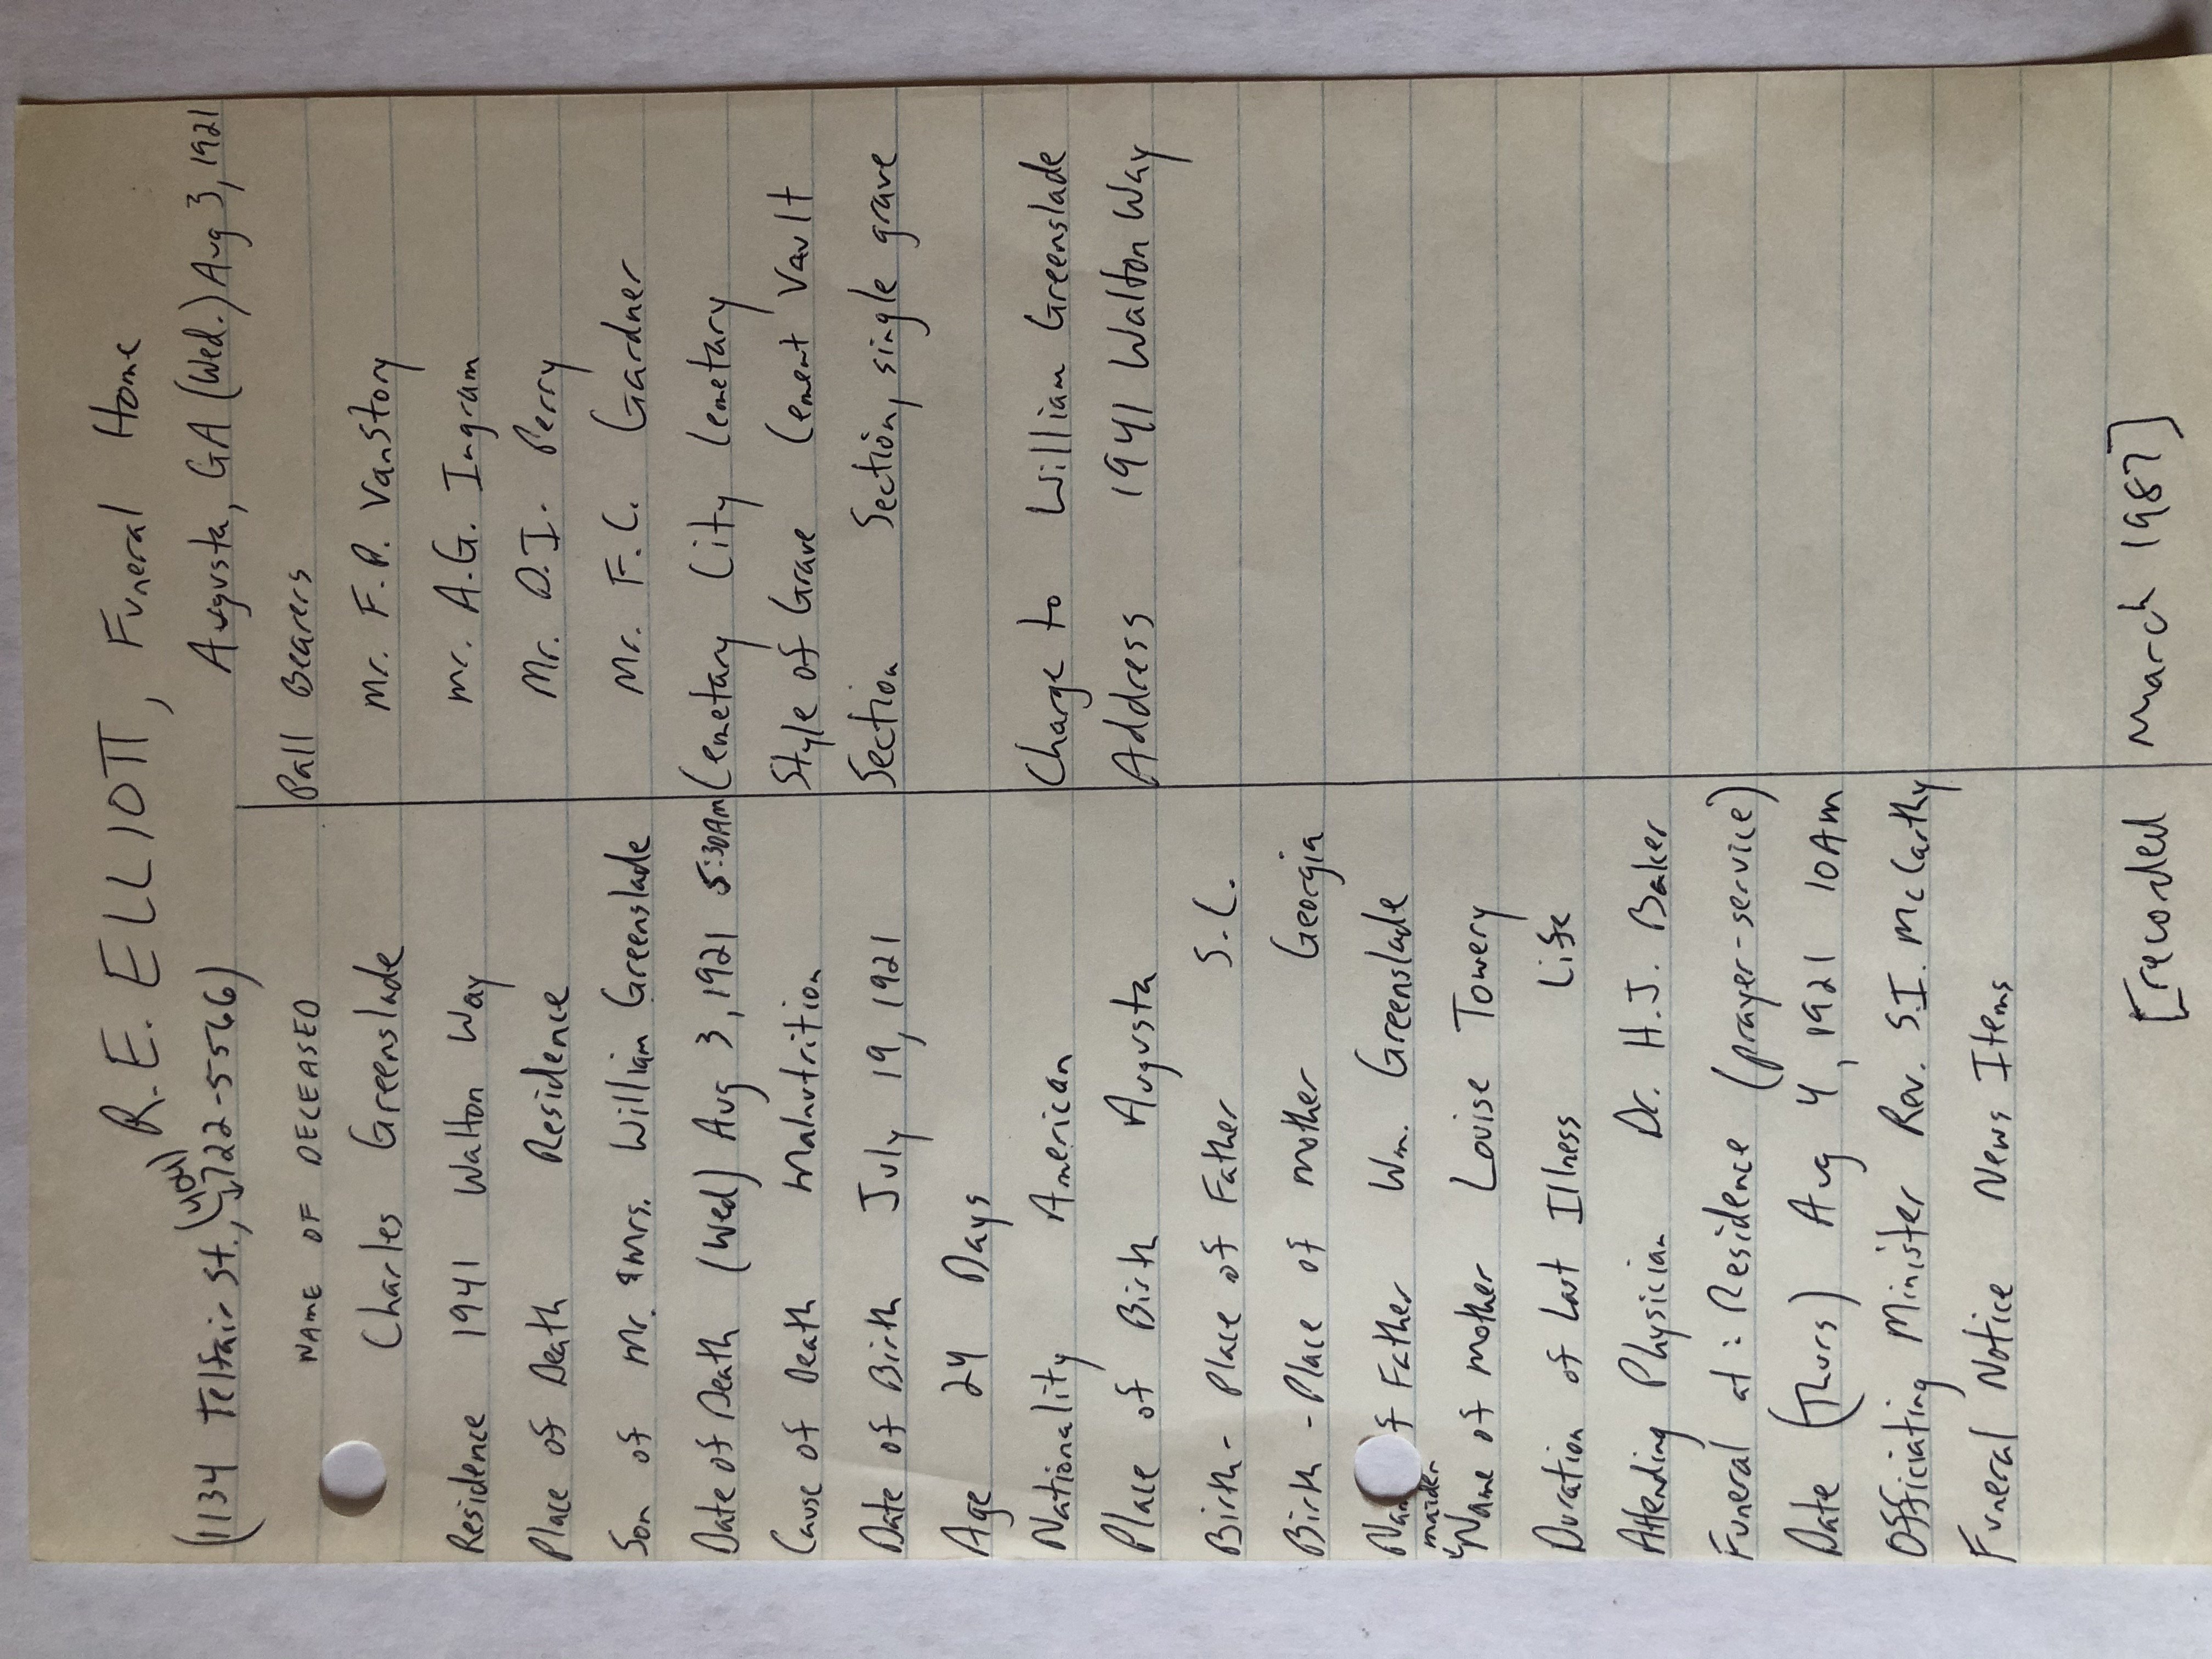 R.E. ELLIOTT, Funeral Home
(404)
(1134 Telfair St., 722-5566)
Augusta, GA (Wed.) Aug 3, 1921
NAME OF DECEASED
Charles Greenslade
Residence 1941 Walton Way
Place of Death Residence
Son of Mr. & Mrs. William Greenslade
Date of Death (Wed) Aug 3, 1921 5:30AM
Cause of Death Malnutrition
Date of Birth July 19, 1921
Age 24 Days
Nationality American
Place of Birth Augusta
Birth-Place of Father S.C.
Birth-Place of Mother Georgia
f Father Wm. Greenslade
maiden
Name of Mother Louise Towery
Duration of Last Illness Life
Attending Physician Dr. H.J. Baker
Funeral at: Residence (prayer-service)
Date (Thurs) Aug 4, 1921 10AM
Officiating Minister Rev. S.I. McCarthy
Funeral Notice News Items
Pall Bearers
Mr. F.P. VanStory
Mr. A.G. Ingram
Mr. D.I. Perry
Mr. F.C. Gardner
Cemetary City Cemetary
Style of Grave Cement Vault
Section Section, single grave
Charge to William Greenslade
Address 1941 Walton Way
[recorded March 1987]